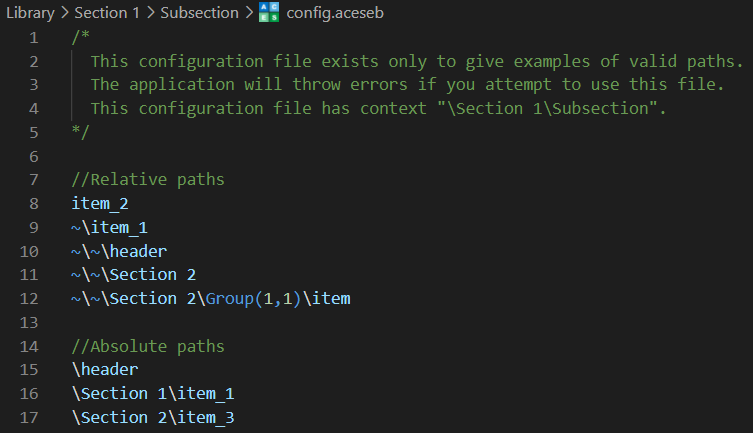 Library > Section 1 > Subsection > ACES config.aceseb
1 /*
2 This configuration file exists only to give examples of valid paths.
3 The application will throw errors if you attempt to use this file.
4 This configuration file has context "\Section 1\Subsection".
5 */
6
7 //Relative paths
8 item_2
9 ~\item_1
10 ~\~\header
11 ~\~\Section 2
12 ~\~\Section 2\Group(1,1)\item
13
14 //Absolute paths
15 \header
16 \Section 1\item_1
17 \Section 2\item_3